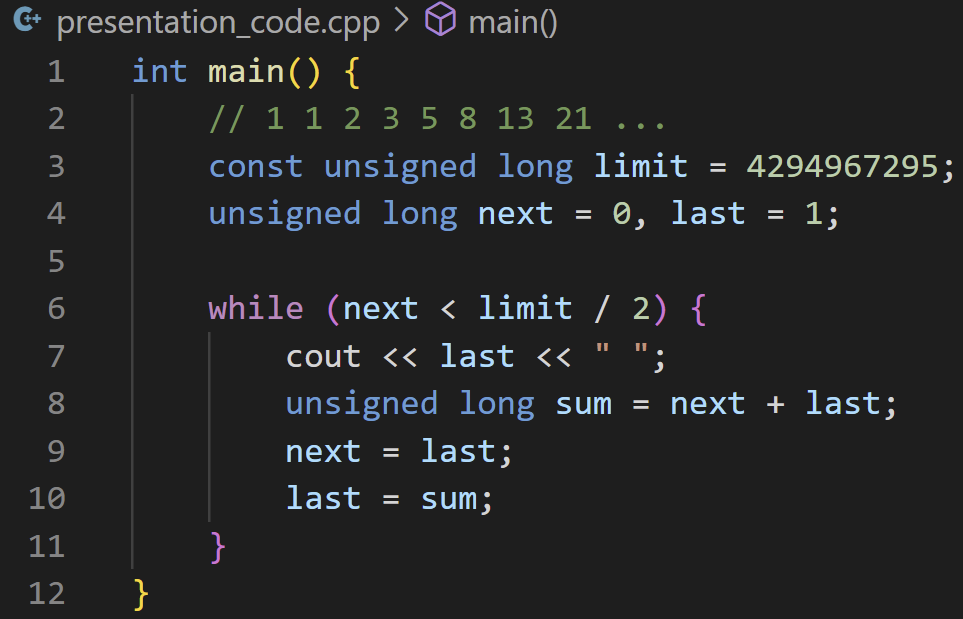 presentation_code.cpp > main()
1 int main() {
2 // 1 1 2 3 5 8 13 21 ...
3 const unsigned long limit = 4294967295;
4 unsigned long next = 0, last = 1;
5
6 while (next < limit / 2) {
7 cout << last << " ";
8 unsigned long sum = next + last;
9 next = last;
10 last = sum;
11 }
12 }